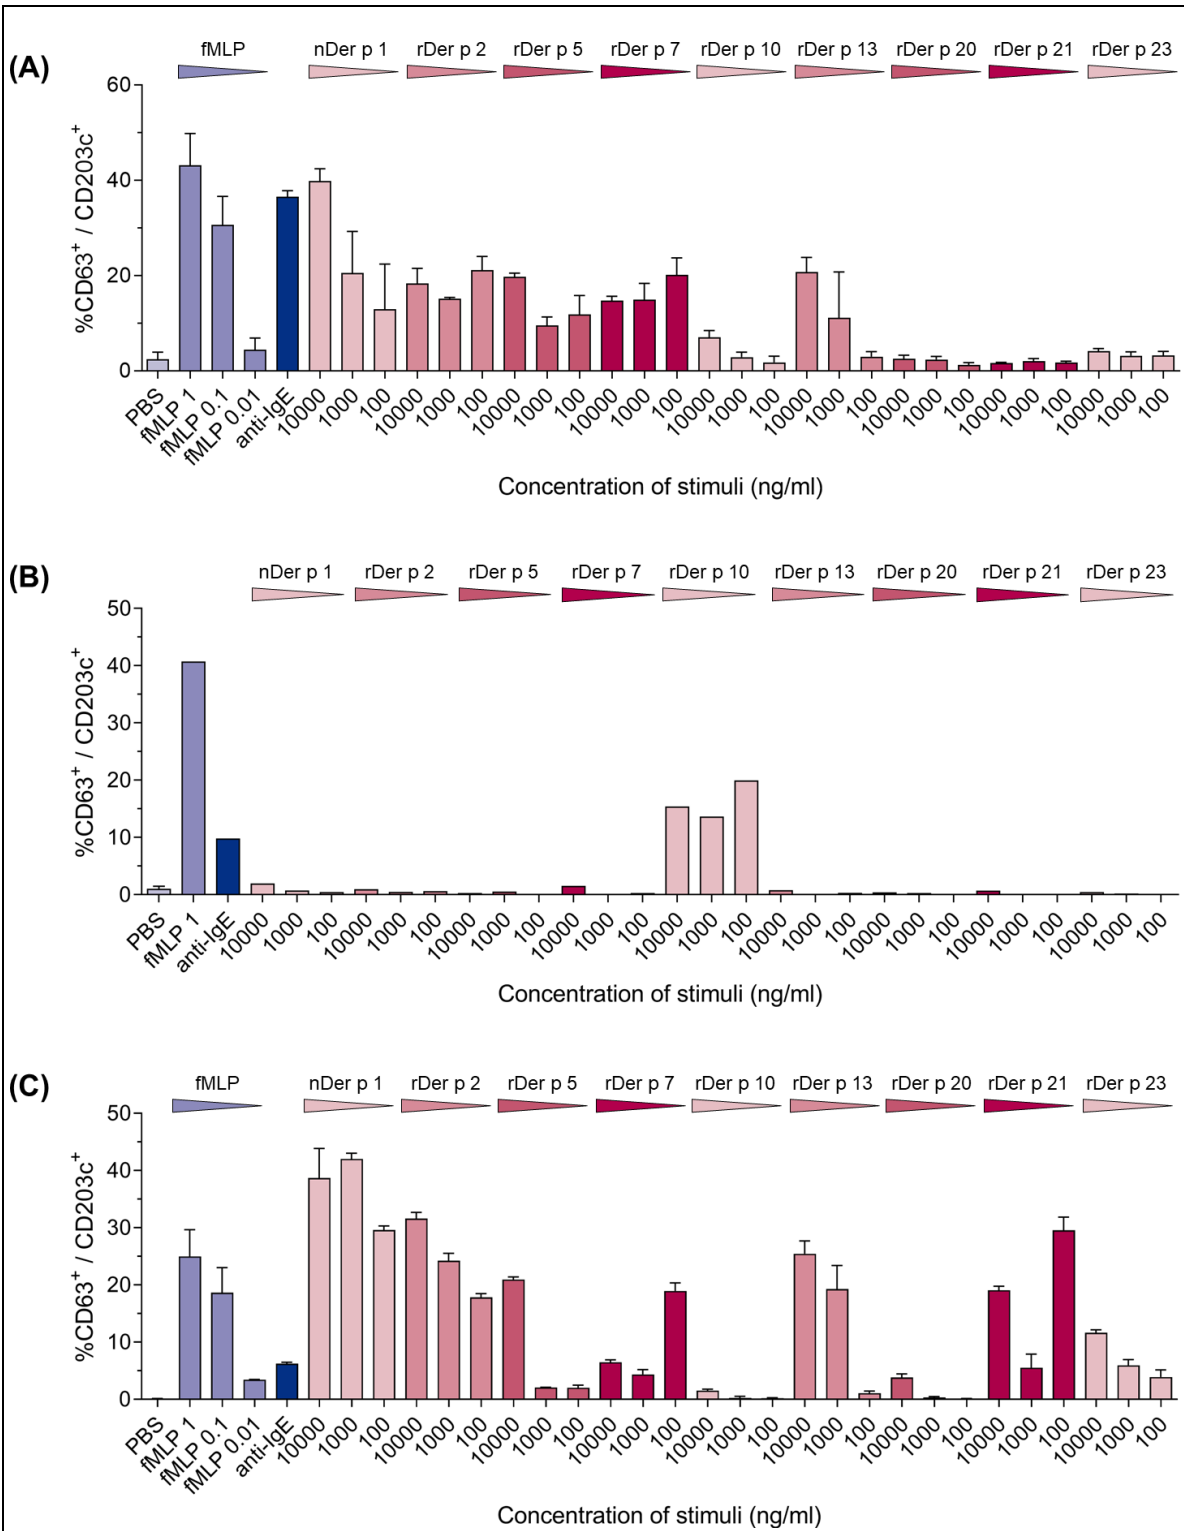 (A)
fMLP nDer p 1 rDer p 2 rDer p 5 rDer p 7 rDer p 10 rDer p 13 rDer p 20 rDer p 21 rDer p 23
%CD63+ / CD203c+
60
40
20
0
PBS fMLP 1 fMLP 0.1 fMLP 0.01 anti-IgE 10000 1000 100 10000 1000 100 10000 1000 100 10000 1000 100 10000 1000 100 10000 1000 100 10000 1000 100 10000 1000 100 10000 1000 100
Concentration of stimuli (ng/ml)
(B)
nDer p 1 rDer p 2 rDer p 5 rDer p 7 rDer p 10 rDer p 13 rDer p 20 rDer p 21 rDer p 23
%CD63+ / CD203c+
50
40
30
20
10
0
PBS fMLP 1 anti-IgE 10000 1000 100 10000 1000 100 10000 1000 100 10000 1000 100 10000 1000 100 10000 1000 100 10000 1000 100 10000 1000 100 10000 1000 100
Concentration of stimuli (ng/ml)
(C)
fMLP nDer p 1 rDer p 2 rDer p 5 rDer p 7 rDer p 10 rDer p 13 rDer p 20 rDer p 21 rDer p 23
%CD63+ / CD203c+
50
40
30
20
10
0
PBS fMLP 1 fMLP 0.1 fMLP 0.01 anti-IgE 10000 1000 100 10000 1000 100 10000 1000 100 10000 1000 100 10000 1000 100 10000 1000 100 10000 1000 100 10000 1000 100 10000 1000 100
Concentration of stimuli (ng/ml)